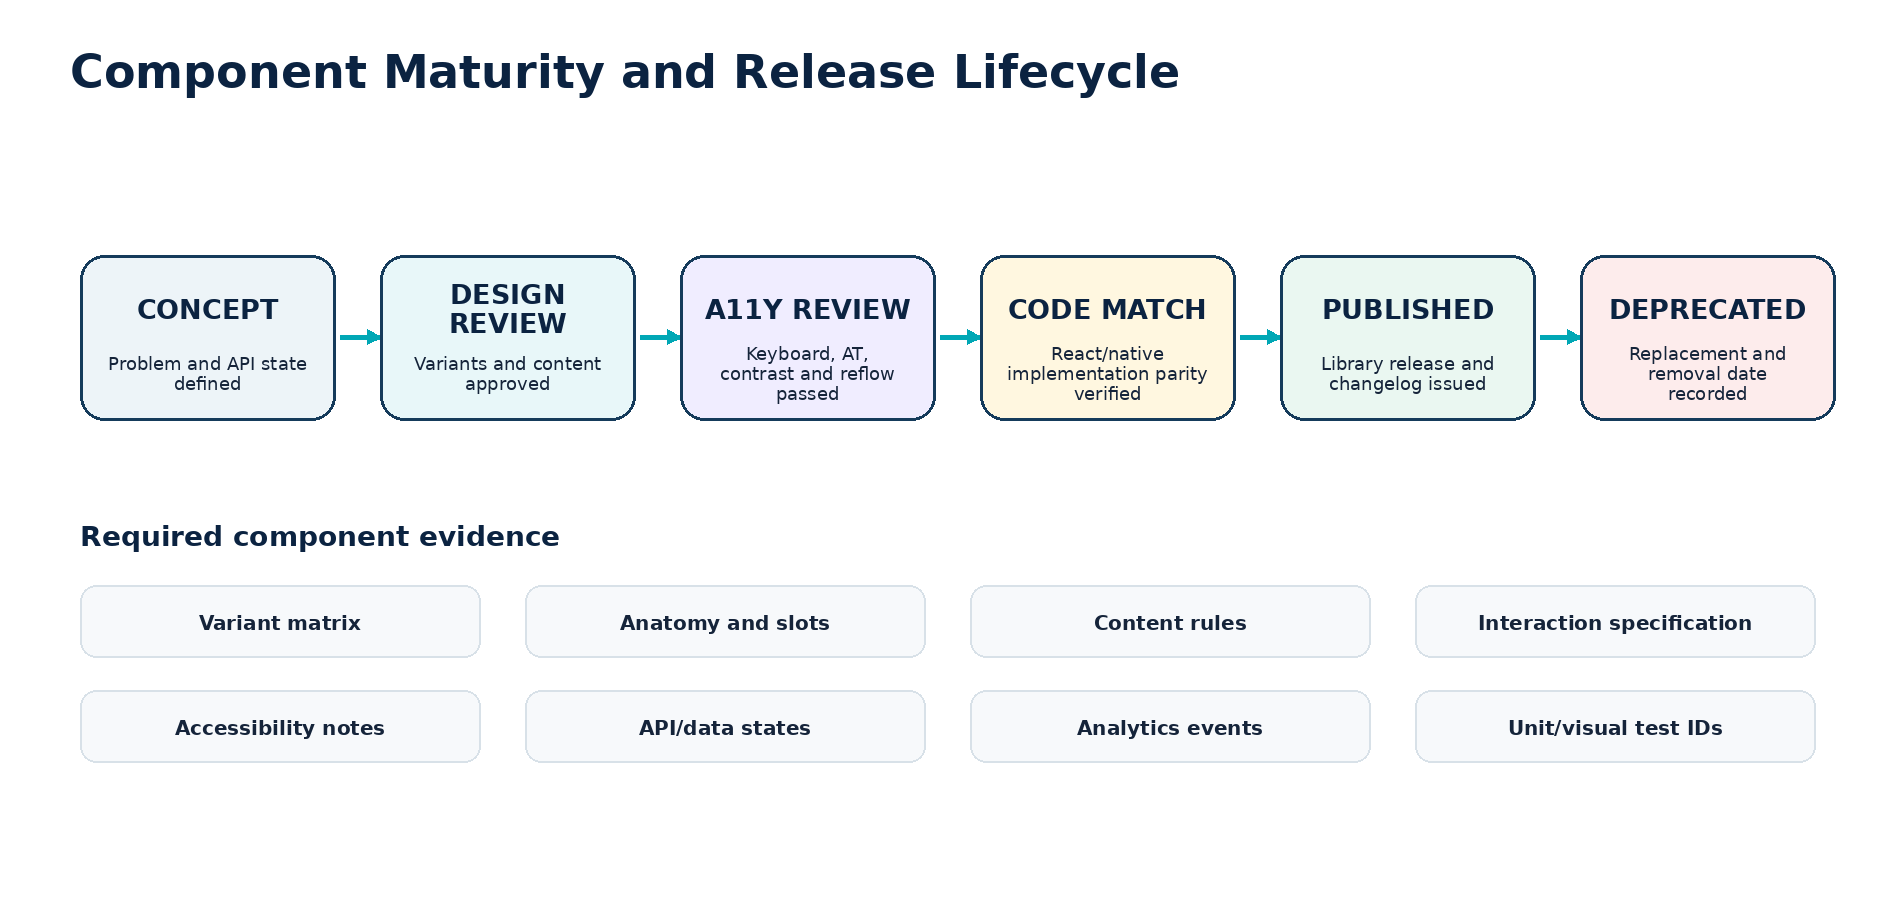 Component Maturity and Release Lifecycle
CONCEPT
Problem and API state
defined
DESIGN
REVIEW
Variants and content
approved
A11Y REVIEW
Keyboard, AT,
contrast and reflow
passed
CODE MATCH
React/native
implementation parity
verified
PUBLISHED
Library release and
changelog issued
DEPRECATED
Replacement and
removal date
recorded
Required component evidence
Variant matrix
Anatomy and slots
Content rules
Interaction specification
Accessibility notes
API/data states
Analytics events
Unit/visual test IDs